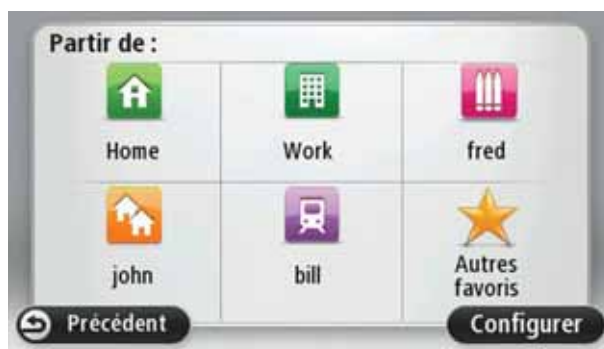 Partir de :
Home
Work
fred
john
bill
Autres
favoris
Précédent
Configurer